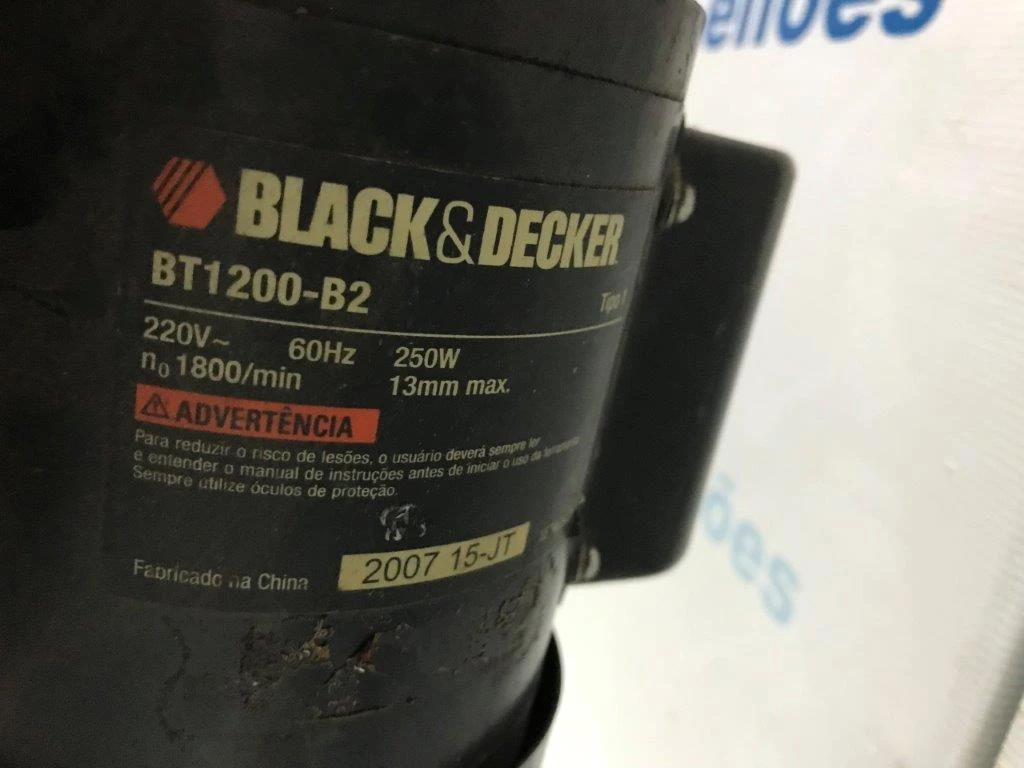 BLACK&DECKER
BT1200-B2
Tipo 1
220V~ 60Hz 250W
n0 1800/min 13mm max.
ADVERTÊNCIA
Para reduzir o risco de lesões, o usuário deverá sempre ler
e entender o manual de instruções antes de iniciar o uso da ferramenta
Sempre utilize óculos de proteção.
Fabricado na China
2007 15-JT
ões